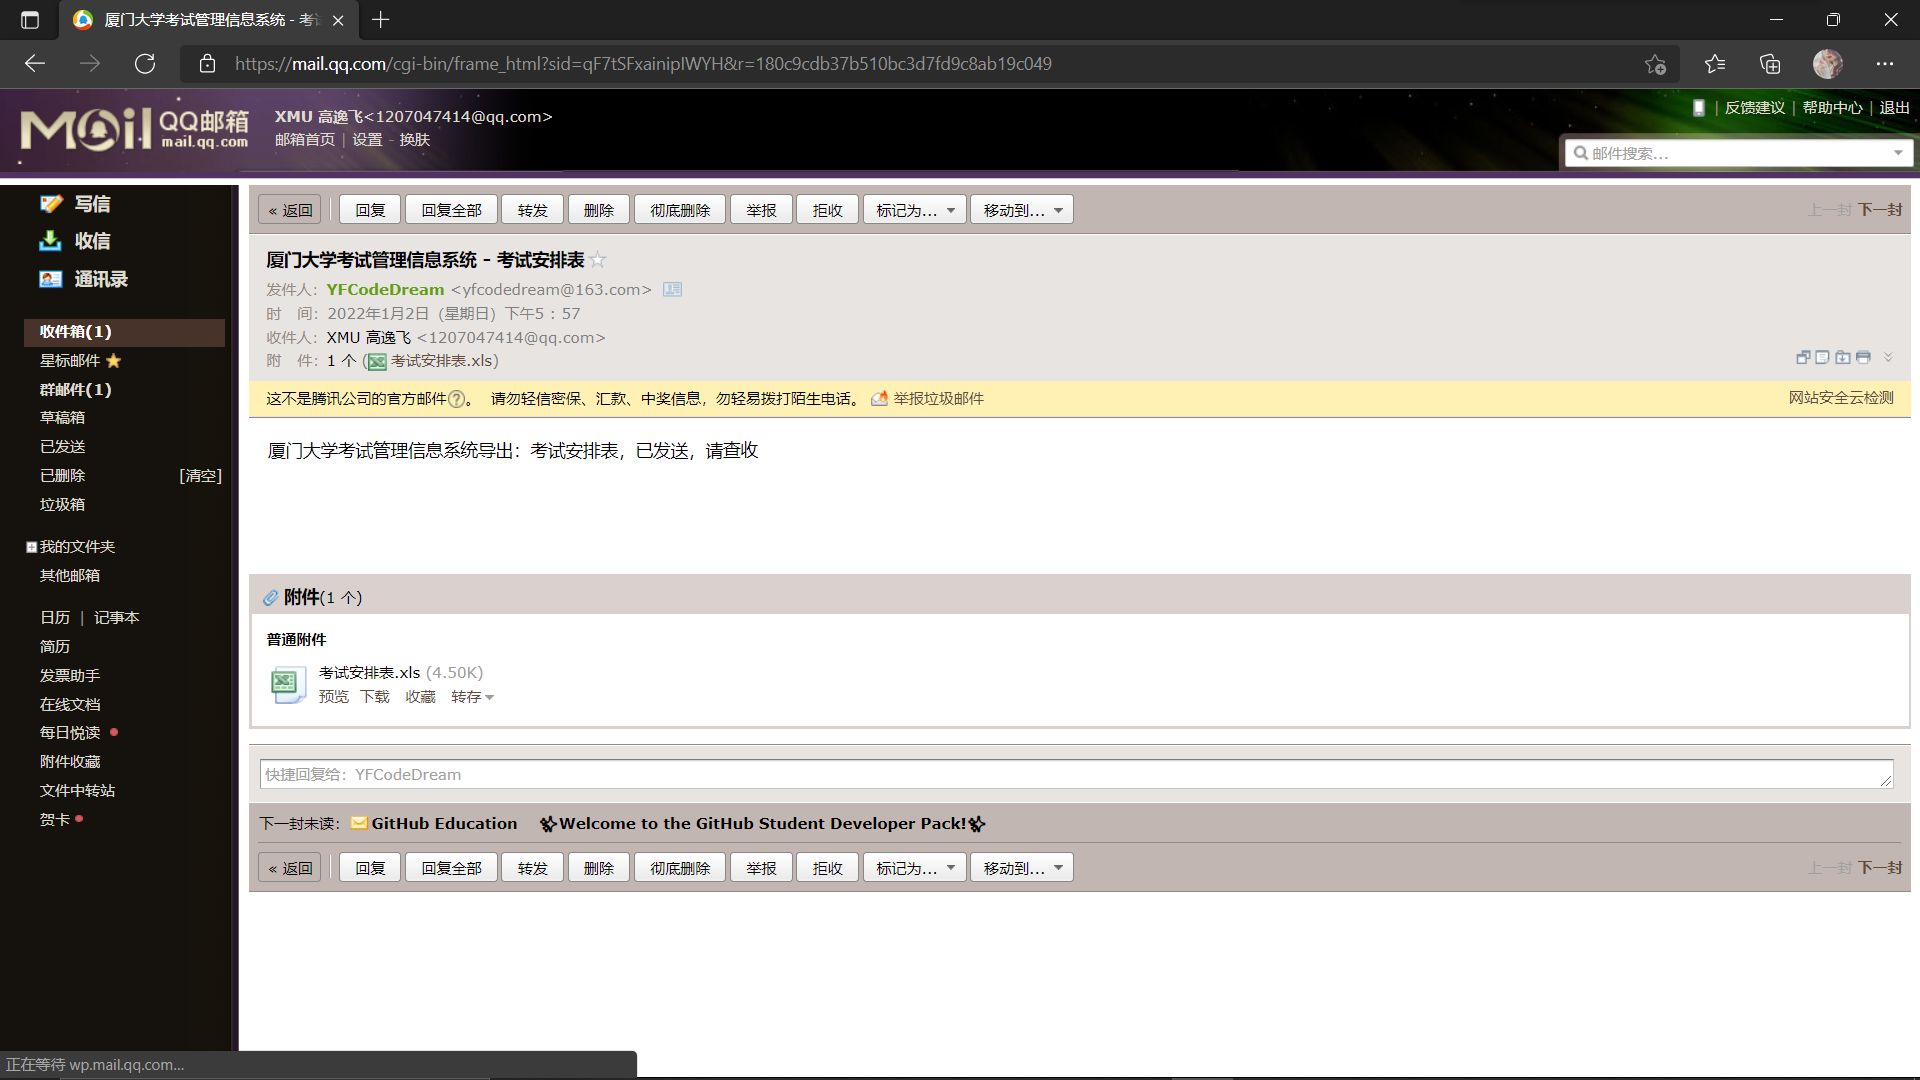 厦门大学考试管理信息系统 - 考
https://mail.qq.com/cgi-bin/frame_html?sid=qF7tSFxainiplWYH&r=180c9cdb37b510bc3d7fd9c8ab19c049
Mail QQ邮箱 mail.qq.com
XMU 高逸飞<1207047414@qq.com>
邮箱首页 | 设置 - 换肤
| 反馈建议 | 帮助中心 | 退出
邮件搜索...
写信
收信
通讯录
收件箱(1)
星标邮件
群邮件(1)
草稿箱
已发送
已删除 [清空]
垃圾箱
我的文件夹
其他邮箱
日历 | 记事本
简历
发票助手
在线文档
每日悦读
附件收藏
文件中转站
贺卡
« 返回 回复 回复全部 转发 删除 彻底删除 举报 拒收 标记为... 移动到... 上一封 下一封
厦门大学考试管理信息系统 - 考试安排表
发件人：YFCodeDream <yfcodedream@163.com>
时 间：2022年1月2日（星期日）下午5：57
收件人：XMU 高逸飞 <1207047414@qq.com>
附 件：1 个 (考试安排表.xls)
这不是腾讯公司的官方邮件?。 请勿轻信密保、汇款、中奖信息，勿轻易拨打陌生电话。 举报垃圾邮件 网站安全云检测
厦门大学考试管理信息系统导出：考试安排表，已发送，请查收
附件(1 个)
普通附件
考试安排表.xls (4.50K)
预览 下载 收藏 转存
快捷回复给：YFCodeDream
下一封未读：GitHub Education Welcome to the GitHub Student Developer Pack!
« 返回 回复 回复全部 转发 删除 彻底删除 举报 拒收 标记为... 移动到... 上一封 下一封
正在等待 wp.mail.qq.com...